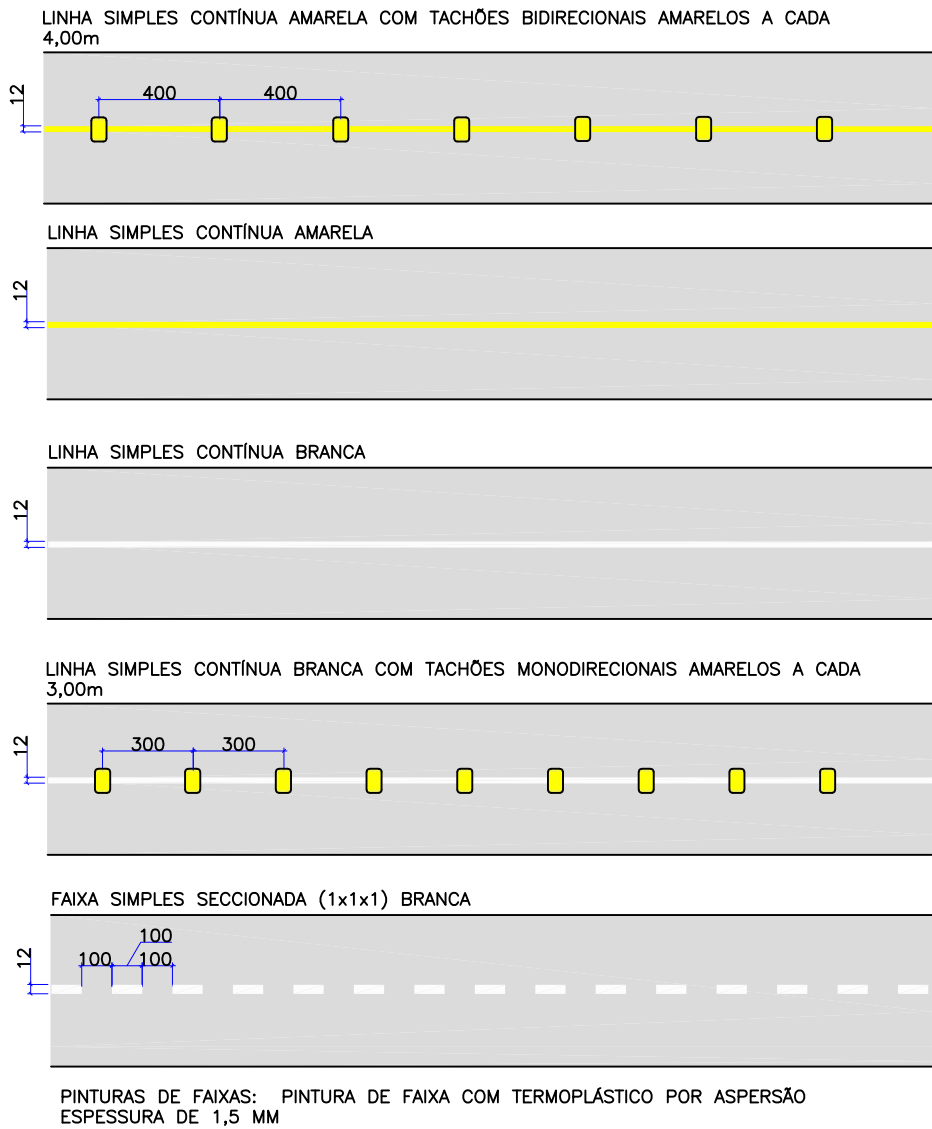 LINHA SIMPLES CONTÍNUA AMARELA COM TACHÕES BIDIRECIONAIS AMARELOS A CADA
4,00m
12
400
400
LINHA SIMPLES CONTÍNUA AMARELA
12
LINHA SIMPLES CONTÍNUA BRANCA
12
LINHA SIMPLES CONTÍNUA BRANCA COM TACHÕES MONODIRECIONAIS AMARELOS A CADA
3,00m
12
300
300
FAIXA SIMPLES SECCIONADA (1x1x1) BRANCA
12
100
100
100
PINTURAS DE FAIXAS: PINTURA DE FAIXA COM TERMOPLÁSTICO POR ASPERSÃO
ESPESSURA DE 1,5 MM